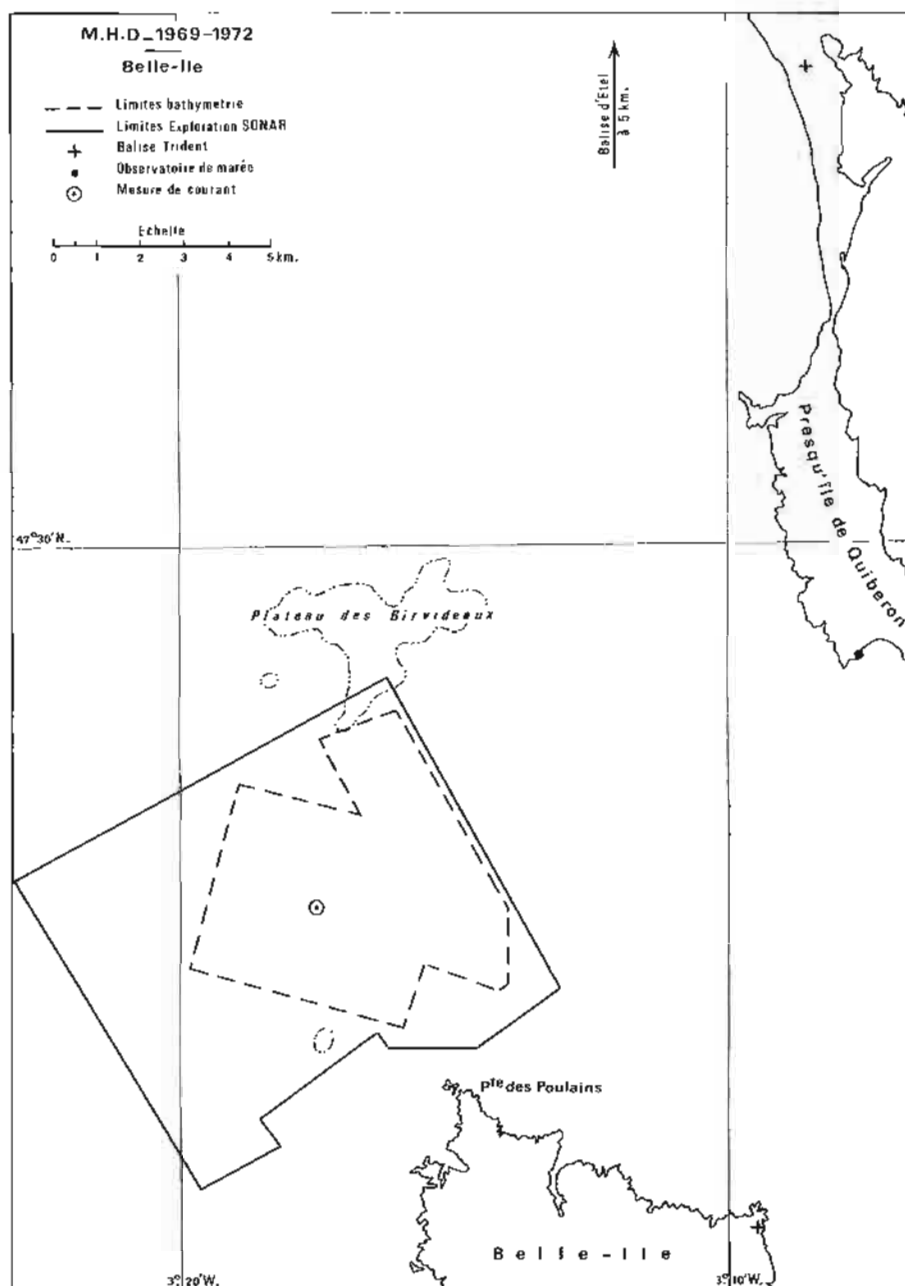 M.H.D_1969-1972
Belle-Ile
Limites bathymetrie
Limites Exploration SONAR
Balise Trident
Observatoire de marée
Mesure de courant
Echelle
0 1 2 3 4 5km.
Balise d'Etel
à 5 km.
Presqu'île de Quiberon
47°30'N.
Plateau des Birvideaux
Pte des Poulains
Belle-Ile
3°20'W.
3°10'W.